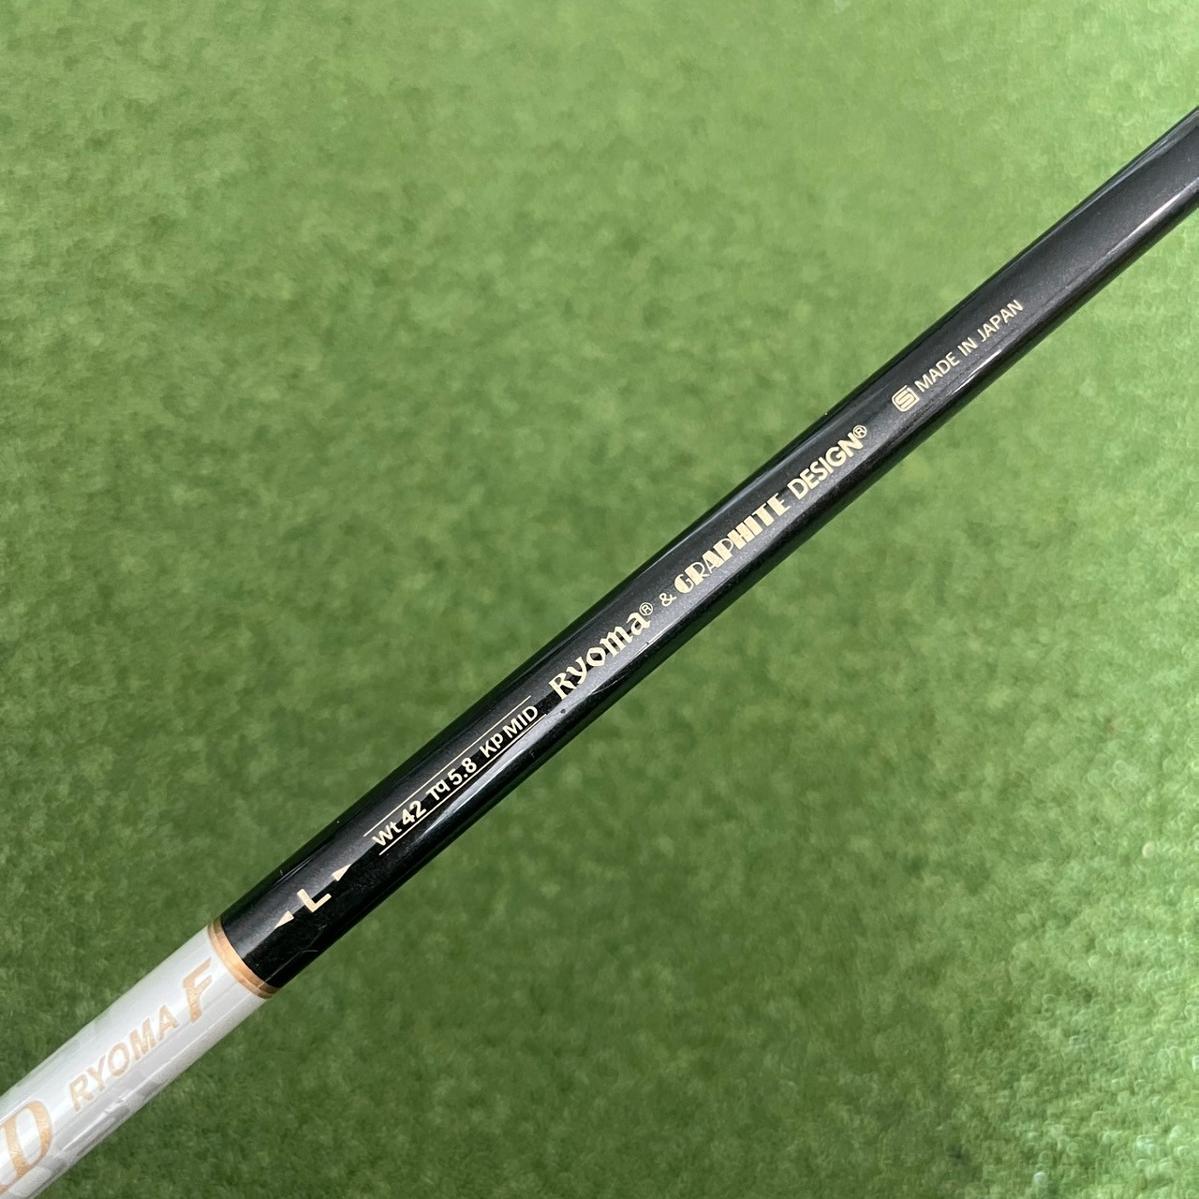 D RYOMA F
L
Wt 42 Tq 5.8 KP MID
Ryoma® & GRAPHITE DESIGN®
S MADE IN JAPAN